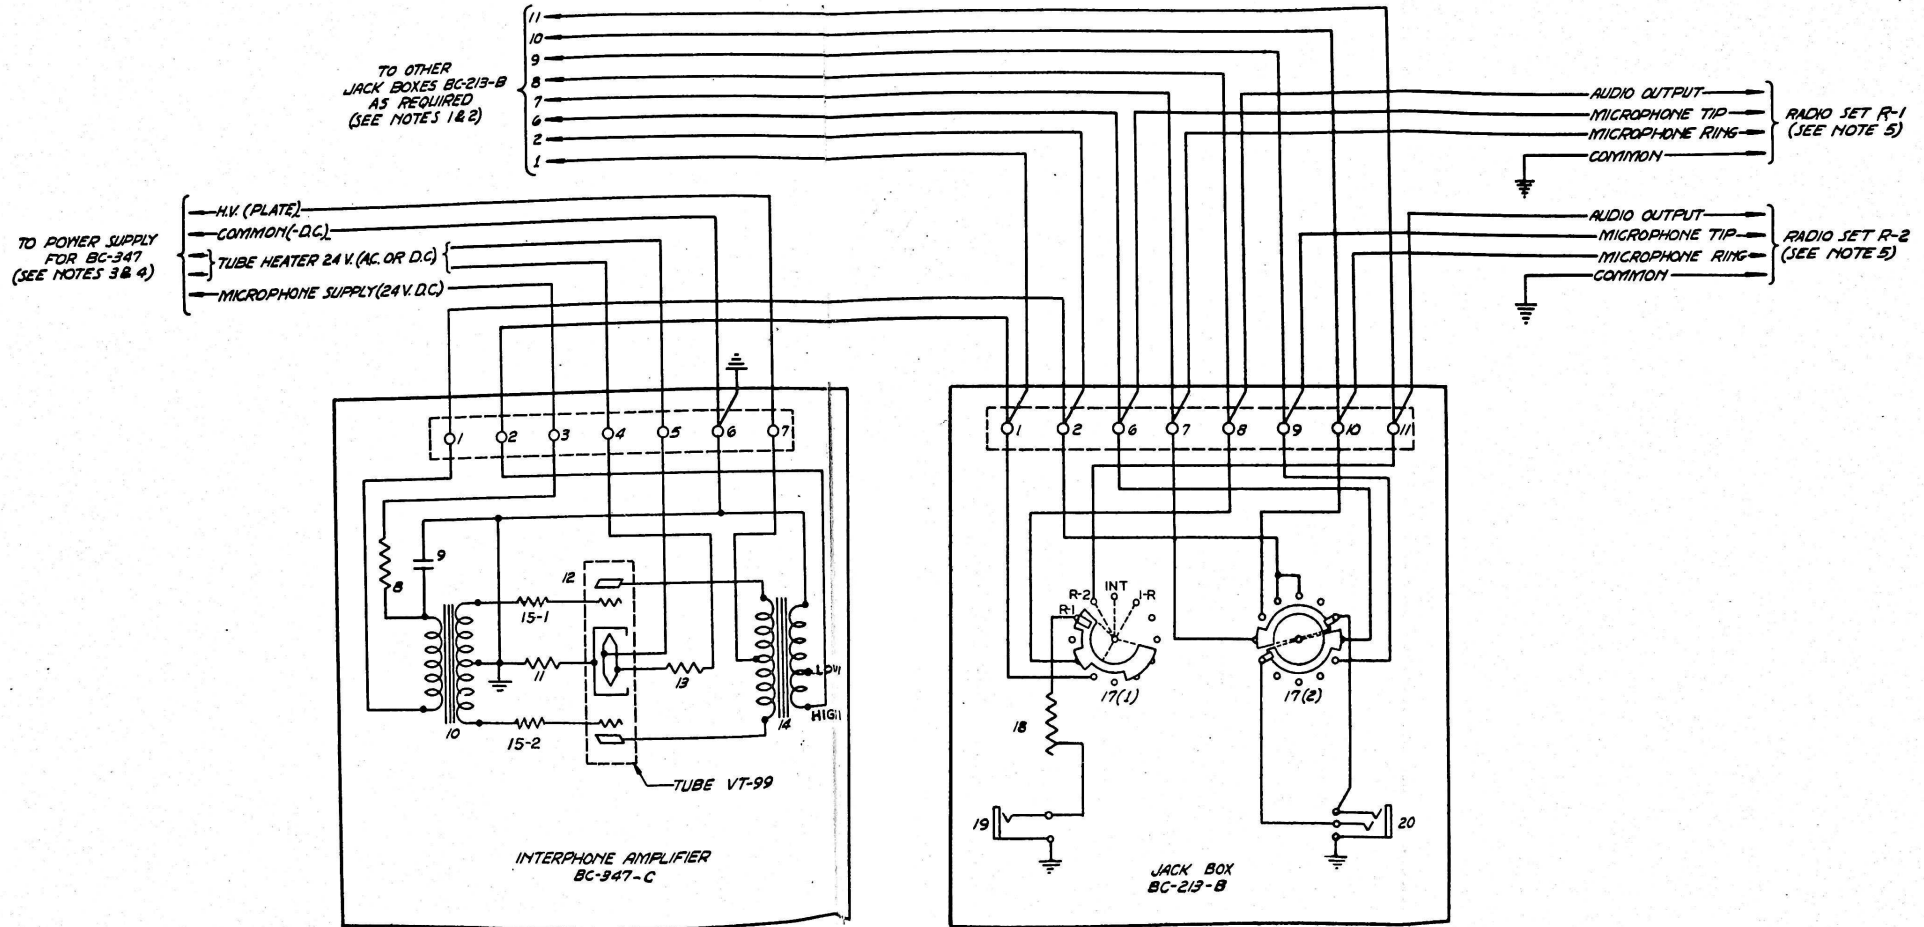 11
10
9
8
7
6
2
1
TO OTHER
JACK BOXES BC-213-B
AS REQUIRED
(SEE NOTES 1 & 2)
AUDIO OUTPUT
MICROPHONE TIP
MICROPHONE RING
COMMON
RADIO SET R-1
(SEE NOTE 5)
AUDIO OUTPUT
MICROPHONE TIP
MICROPHONE RING
COMMON
RADIO SET R-2
(SEE NOTE 5)
TO POWER SUPPLY
FOR BC-347
(SEE NOTES 3 & 4)
H.V. (PLATE)
COMMON (-D.C.)
TUBE HEATER 24 V. (AC. OR D.C)
MICROPHONE SUPPLY (24 V. D.C)
1 2 3 4 5 6 7
1 2 6 7 8 9 10 11
8
9
10
11
12
13
14
15-1
15-2
LOW
HIGH
TUBE VT-99
INTERPHONE AMPLIFIER
BC-347-C
R-1
R-2
INT
1-R
17(1)
17(2)
18
19
20
JACK BOX
BC-213-B